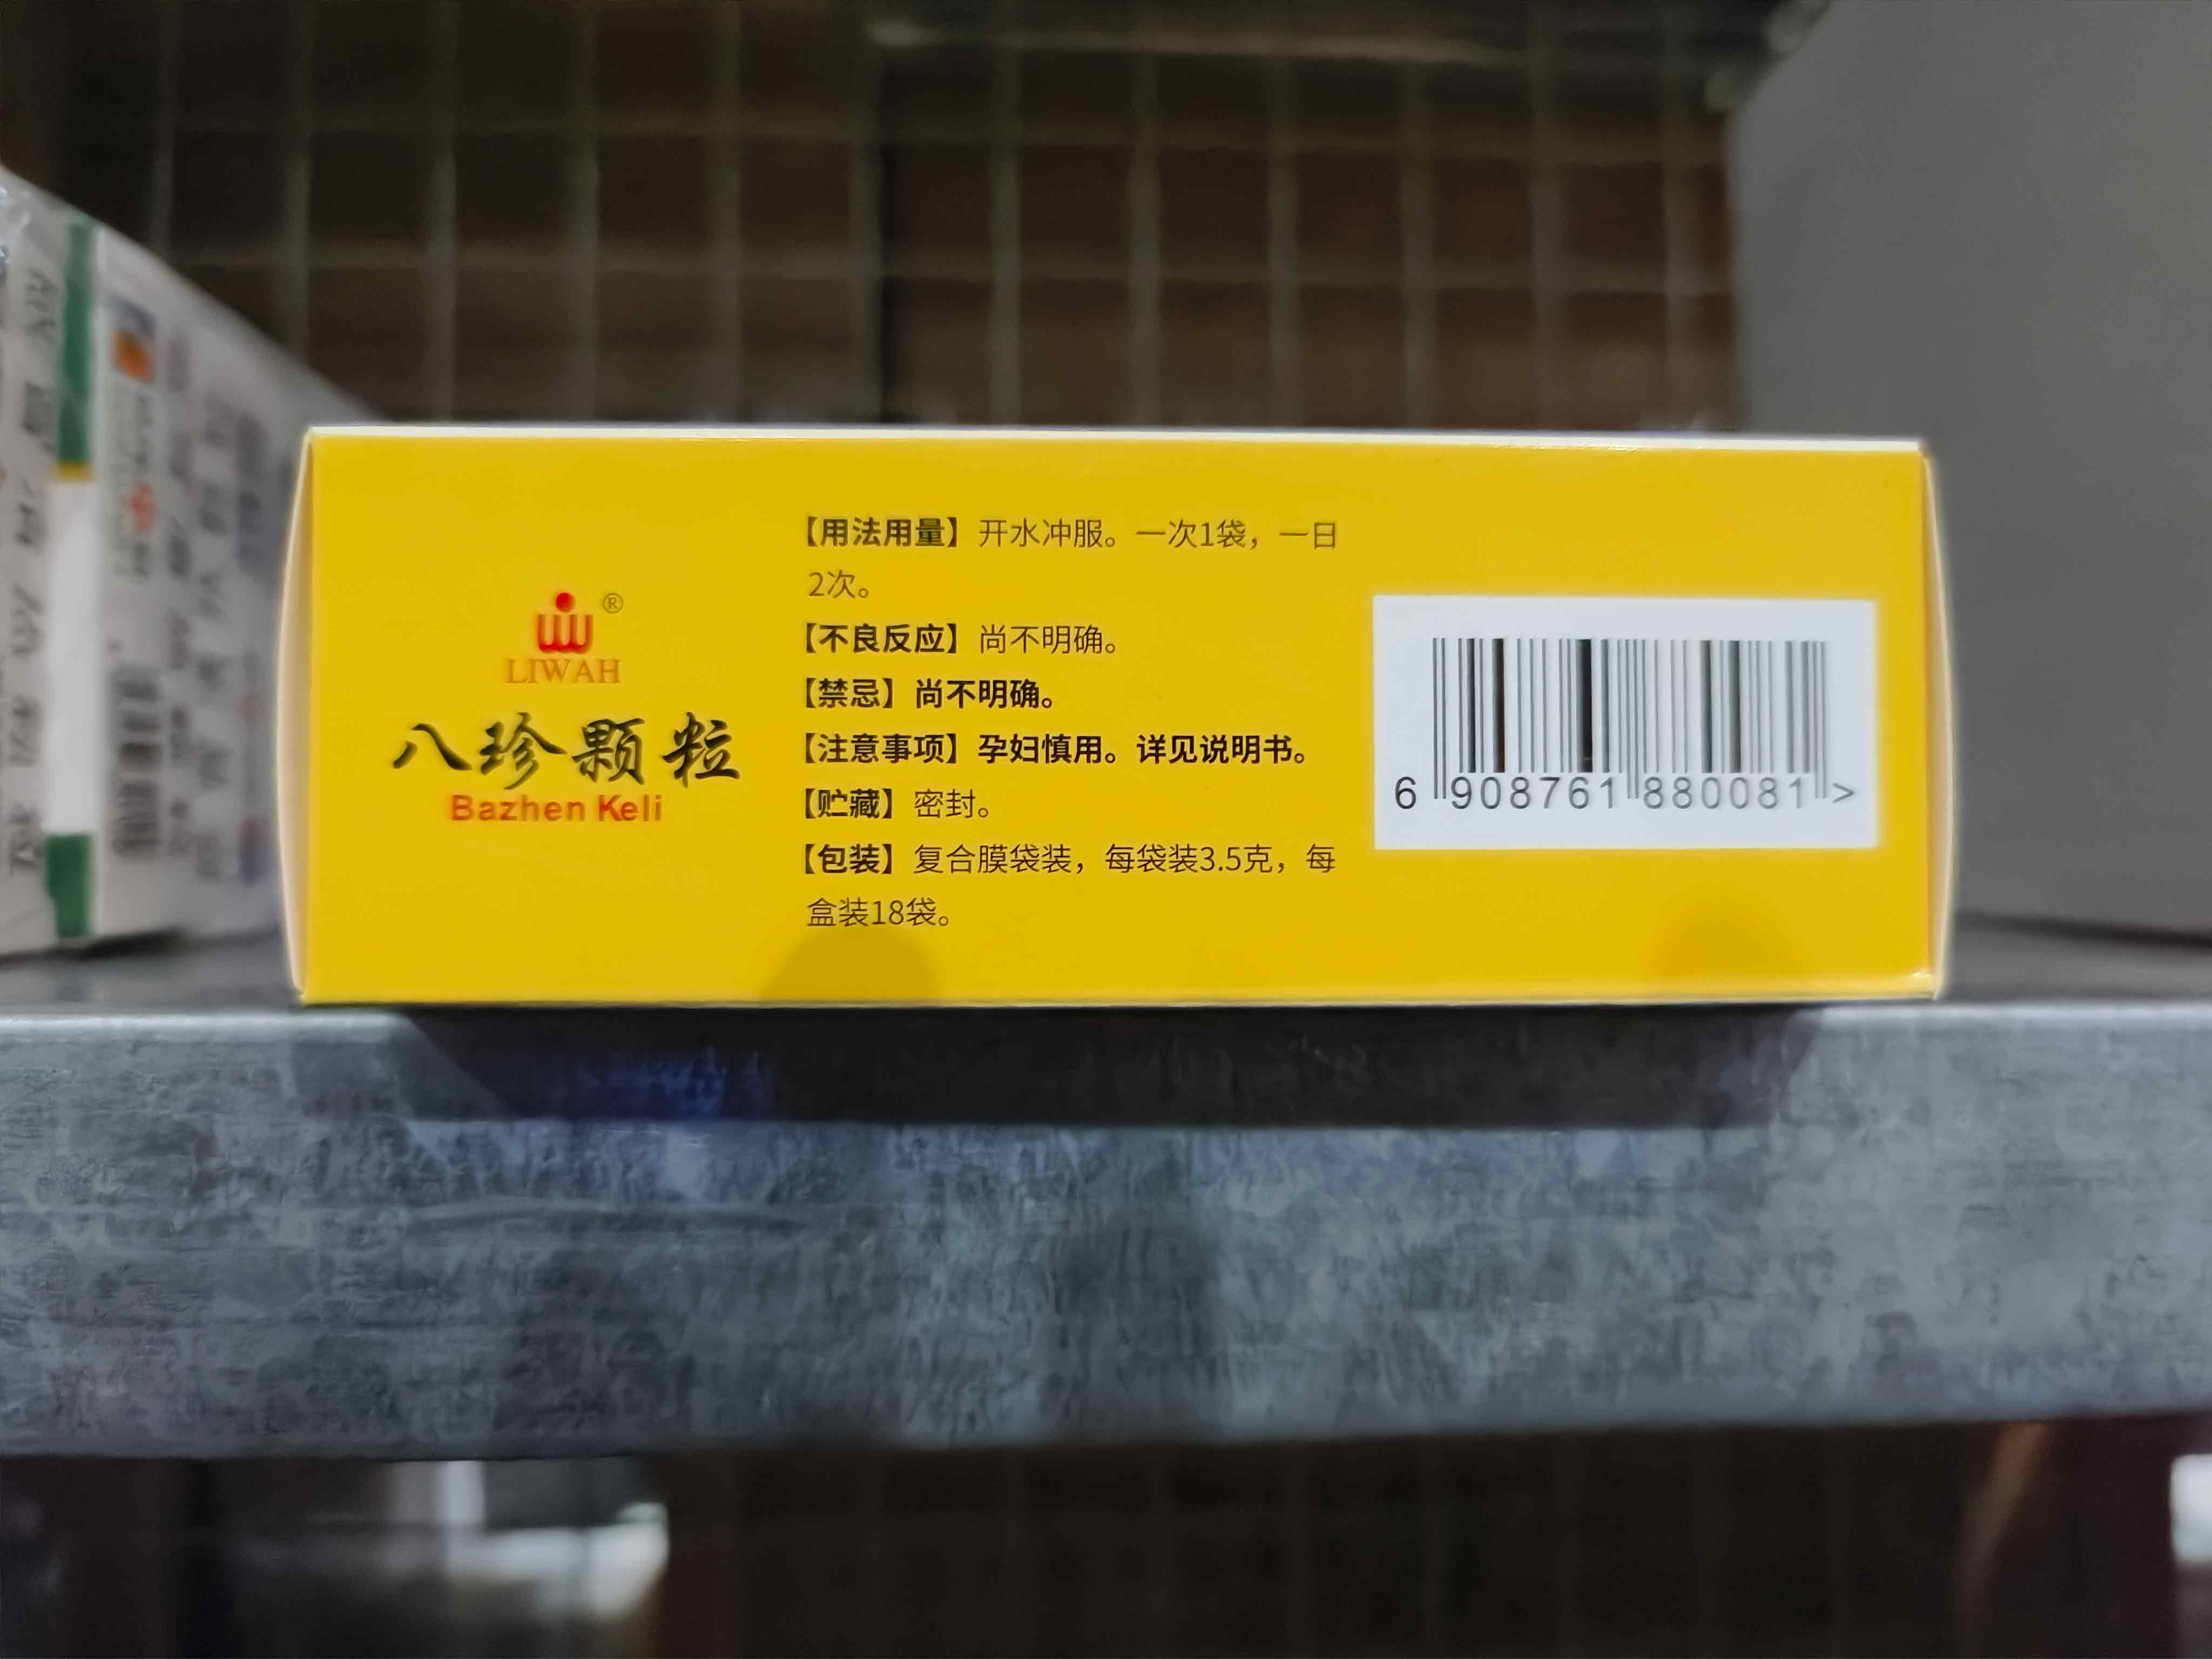 ®
LIWAH
八珍颗粒
Bazhen Keli
【用法用量】开水冲服。一次1袋，一日
2次。
【不良反应】尚不明确。
【禁忌】尚不明确。
【注意事项】孕妇慎用。详见说明书。
【贮藏】密封。
【包装】复合膜袋装，每袋装3.5克，每
盒装18袋。
6 908761 880081 >